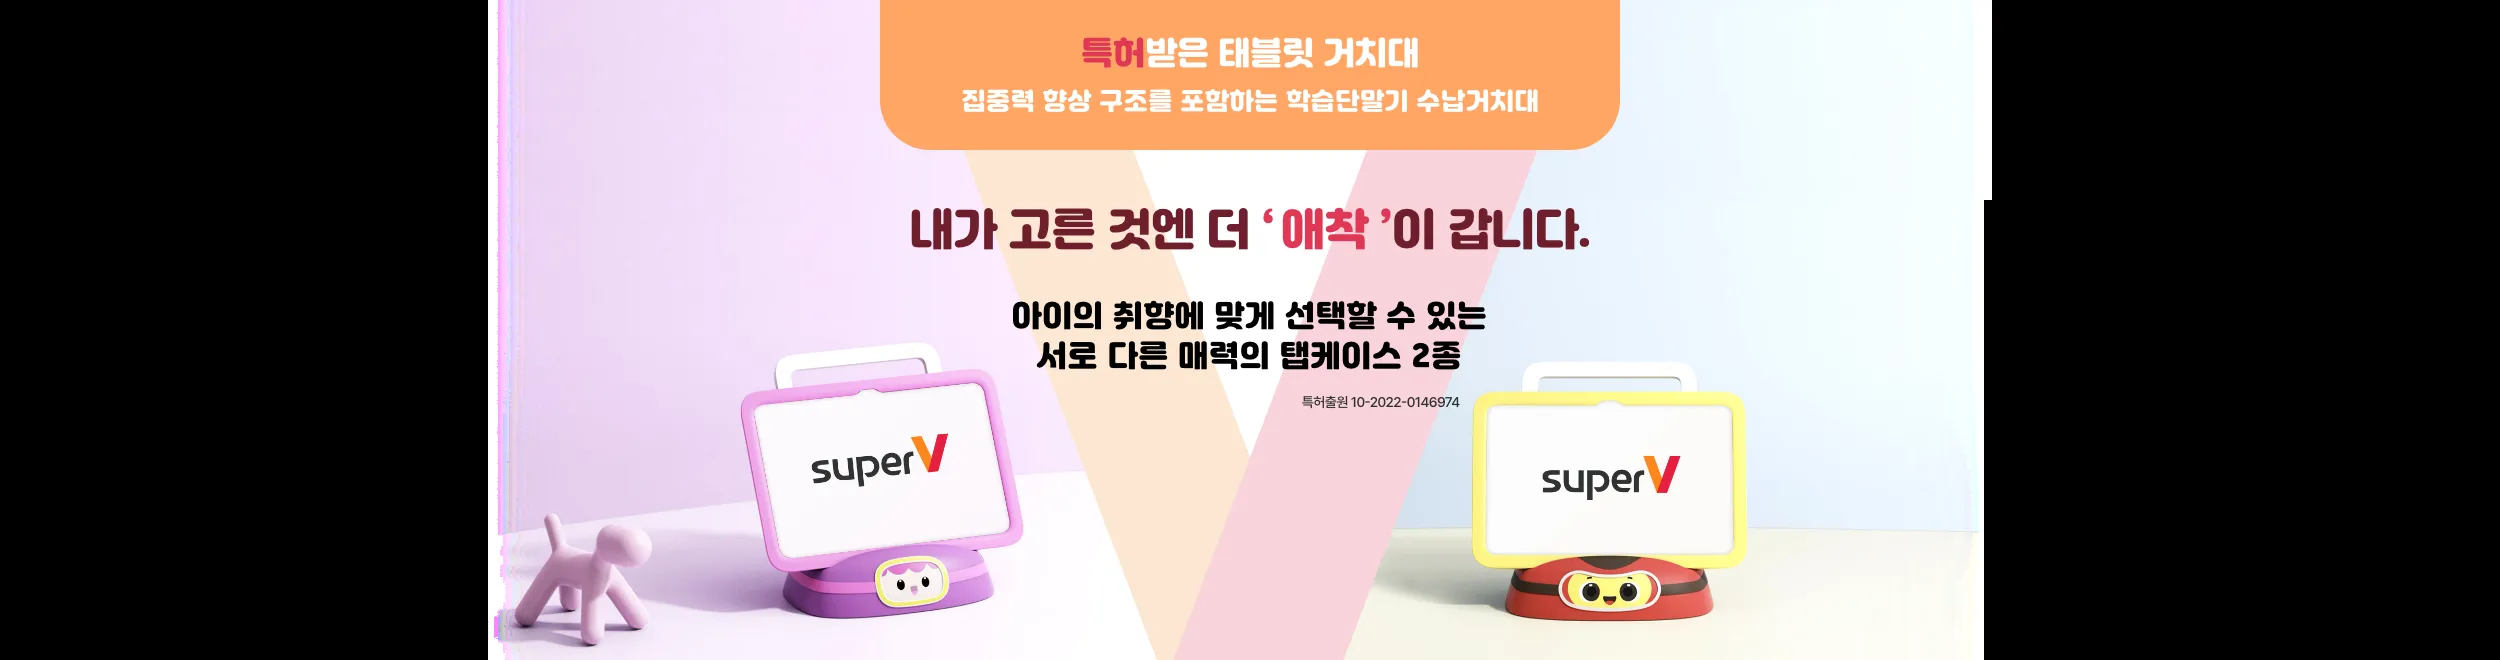 특허받은 태블릿 거치대
집중력 향상 구조를 포함하는 학습단말기 수납거치대
내가 고른 것엔 더 ‘애착’이 갑니다.
아이의 취향에 맞게 선택할 수 있는
서로 다른 매력의 탭케이스 2종
특허출원 10-2022-0146974
superV
superV